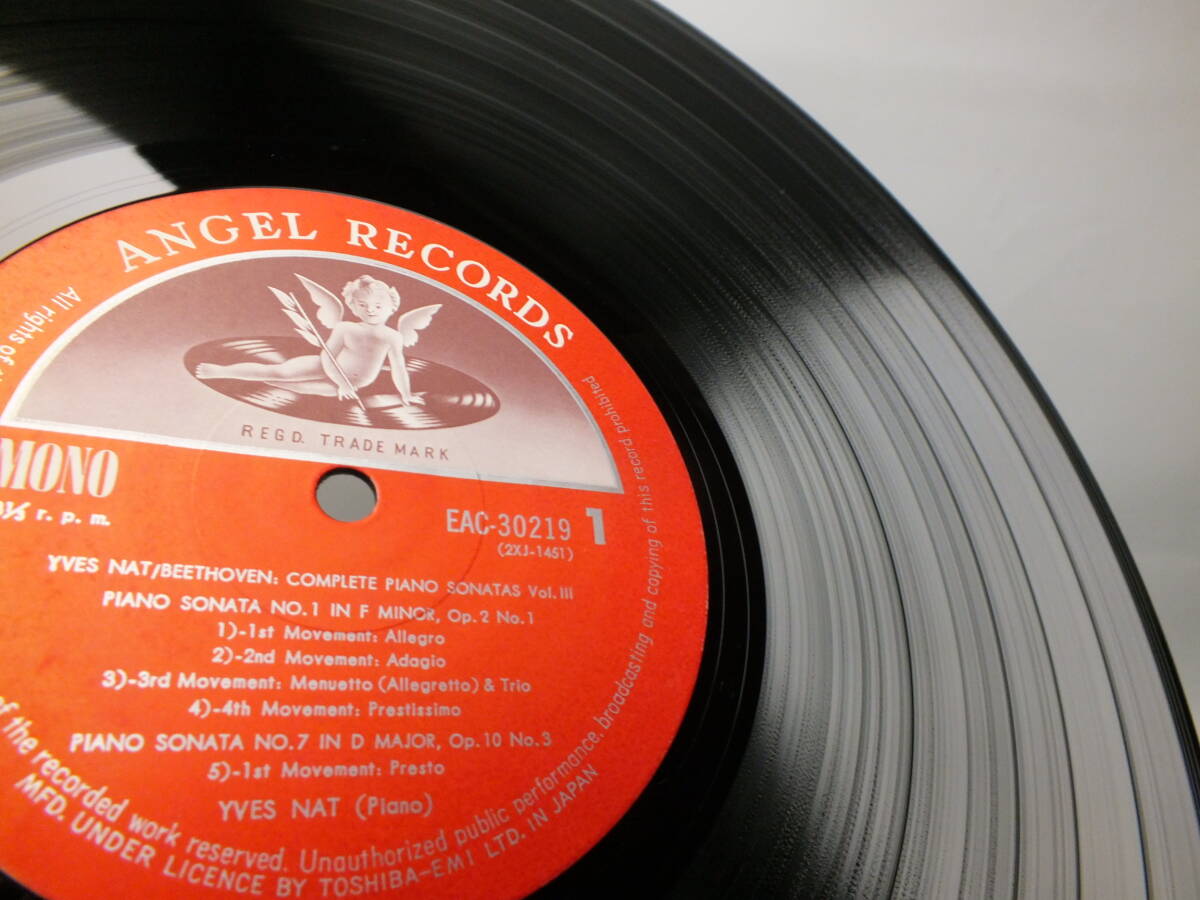 ANGEL RECORDS
REGD. TRADE MARK
MONO
r. p. m.
EAC-30219 1
(2XJ-1451)
YVES NAT/BEETHOVEN: COMPLETE PIANO SONATAS Vol. III
PIANO SONATA NO.1 IN F MINOR, Op.2 No.1
1)-1st Movement: Allegro
2)-2nd Movement: Adagio
3)-3rd Movement: Menuetto (Allegretto) & Trio
4)-4th Movement: Prestissimo
PIANO SONATA NO.7 IN D MAJOR, Op.10 No.3
5)-1st Movement: Presto
YVES NAT (Piano)
All rights of
of the recorded work reserved. Unauthorized public performance. broadcasting and copying of this record prohibited
MFD. UNDER LICENCE BY TOSHIBA-EMI LTD. IN JAPAN